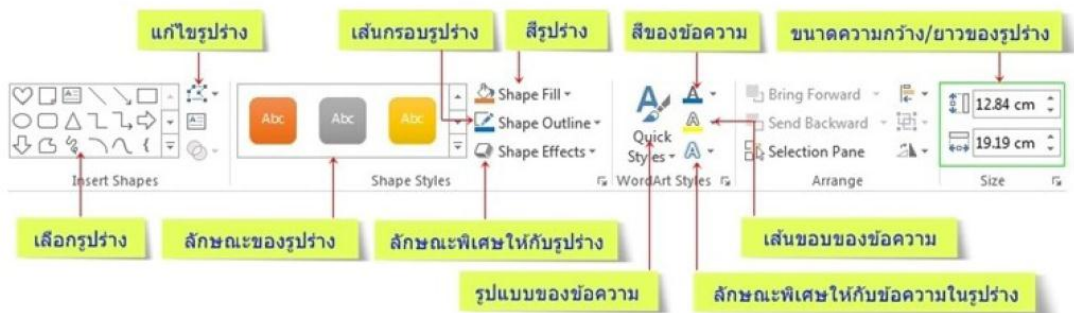 แก้ไขรูปร่าง
เส้นกรอบรูปร่าง
สีรูปร่าง
สีของข้อความ
ขนาดความกว้าง/ยาวของรูปร่าง
Abc
Abc
Abc
Shape Fill
Shape Outline
Shape Effects
Quick
Styles
Bring Forward
Send Backward
Selection Pane
12.84 cm
19.19 cm
Insert Shapes
Shape Styles
WordArt Styles
Arrange
Size
เลือกรูปร่าง
ลักษณะของรูปร่าง
ลักษณะพิเศษให้กับรูปร่าง
เส้นขอบของข้อความ
รูปแบบของข้อความ
ลักษณะพิเศษให้กับข้อความในรูปร่าง